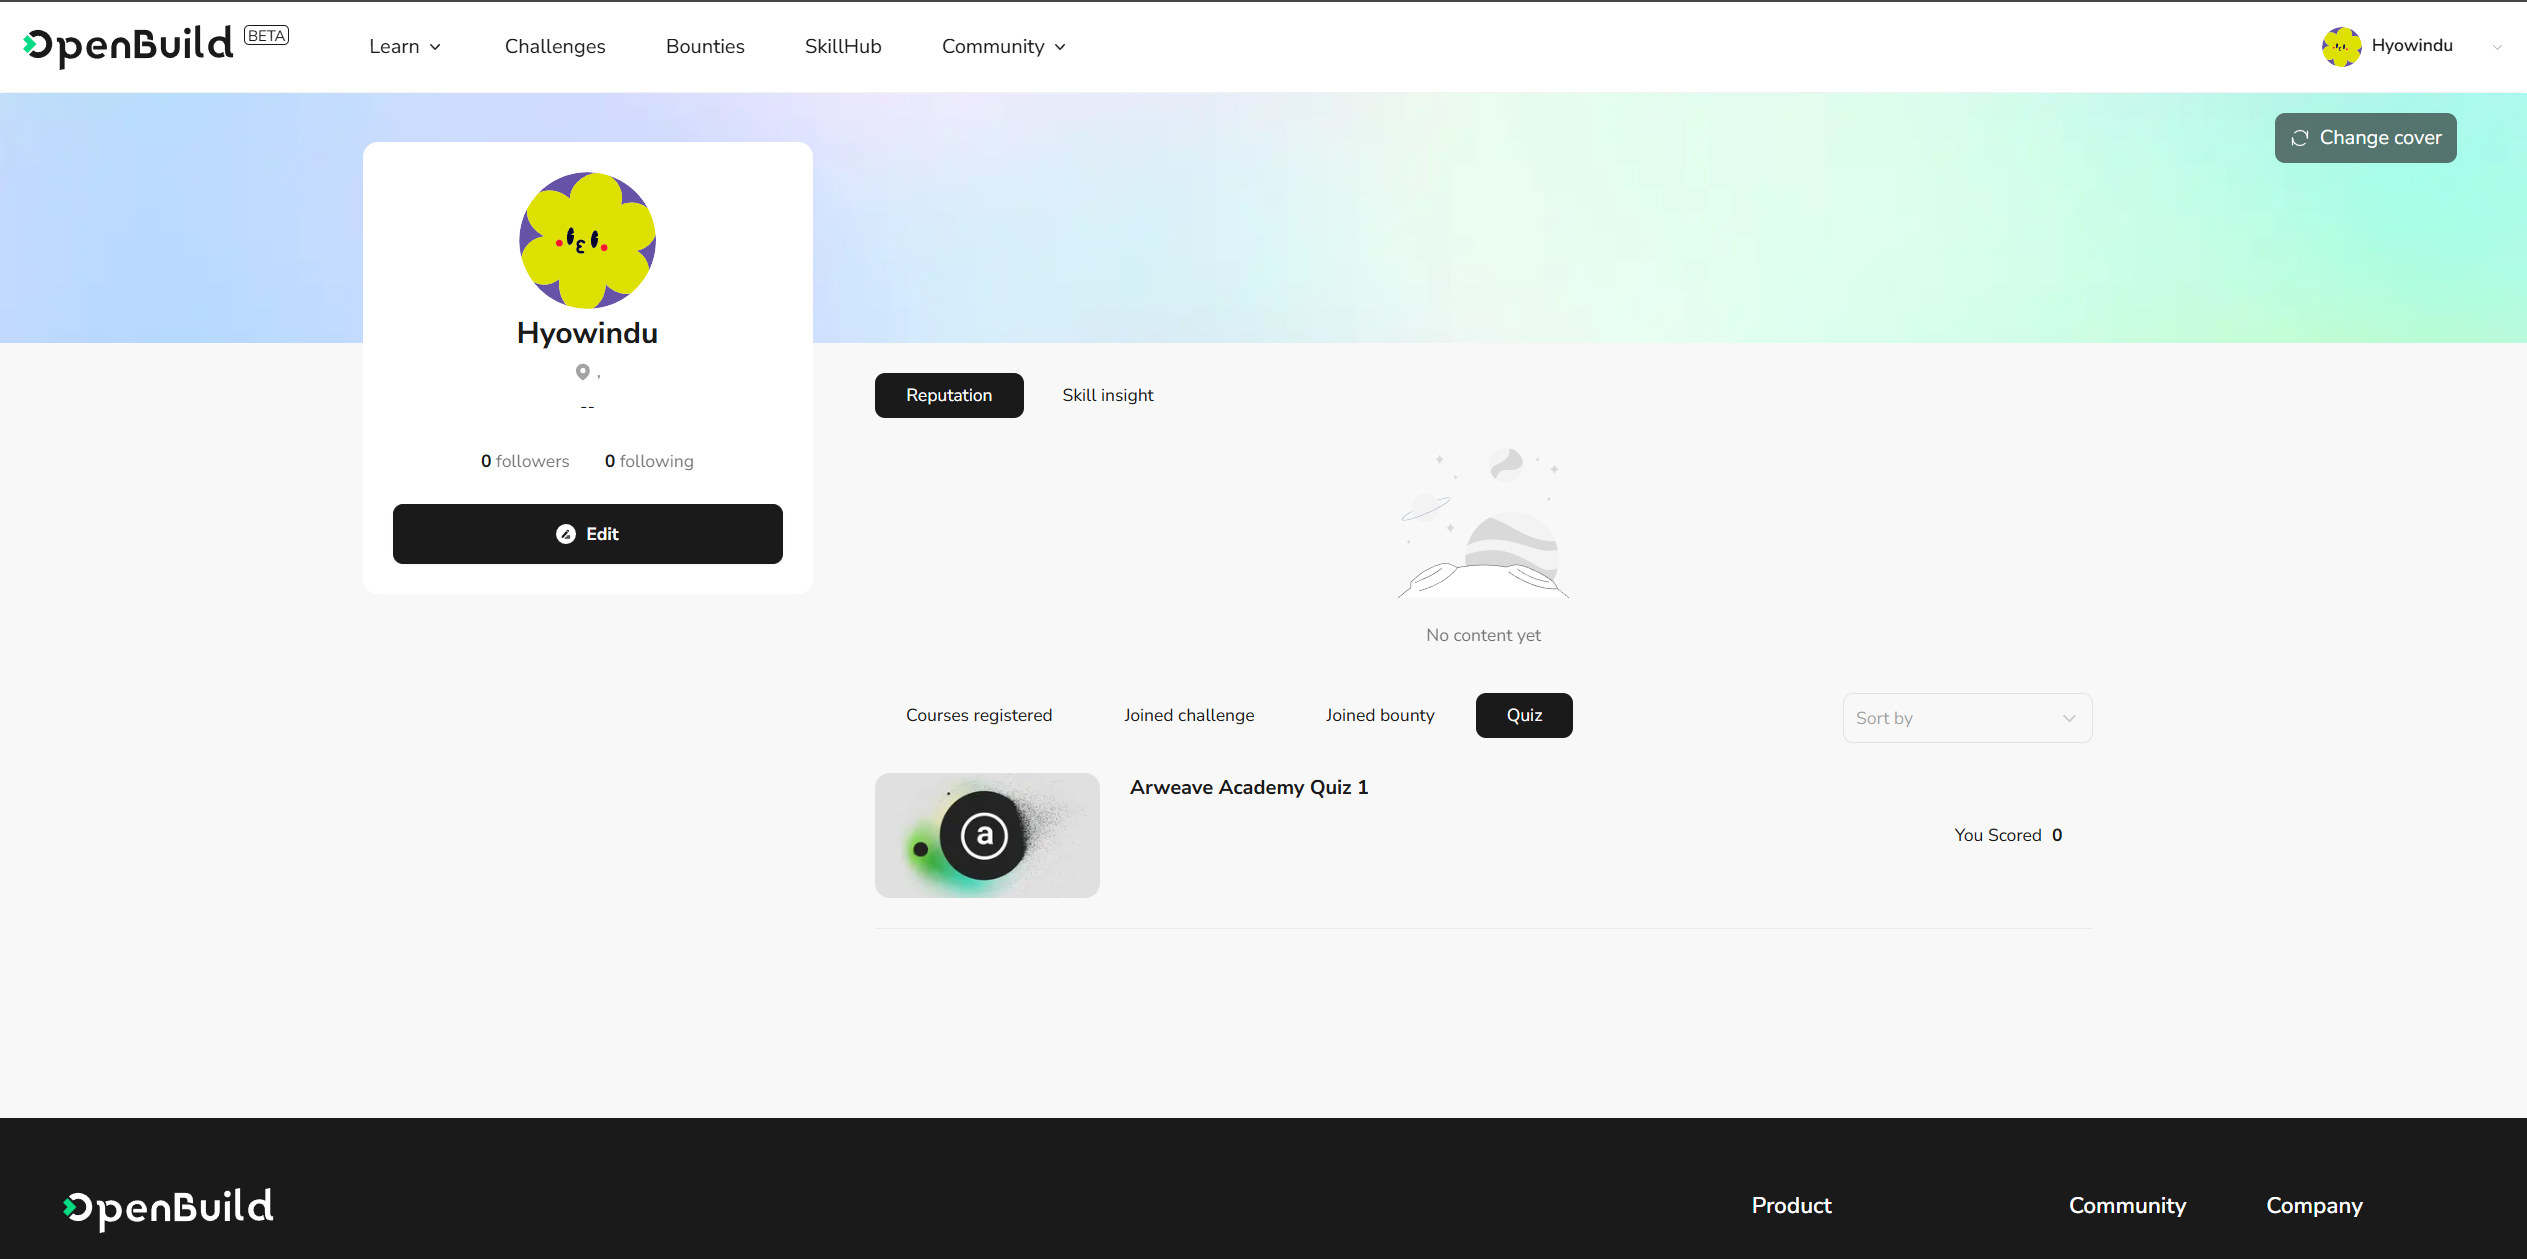 OpenBuild BETA Learn Challenges Bounties SkillHub Community Hyowindu
Change cover
Hyowindu
,
--
0 followers 0 following
Edit
Reputation Skill insight
No content yet
Courses registered Joined challenge Joined bounty Quiz Sort by
a
Arweave Academy Quiz 1
You Scored 0
OpenBuild Product Community Company